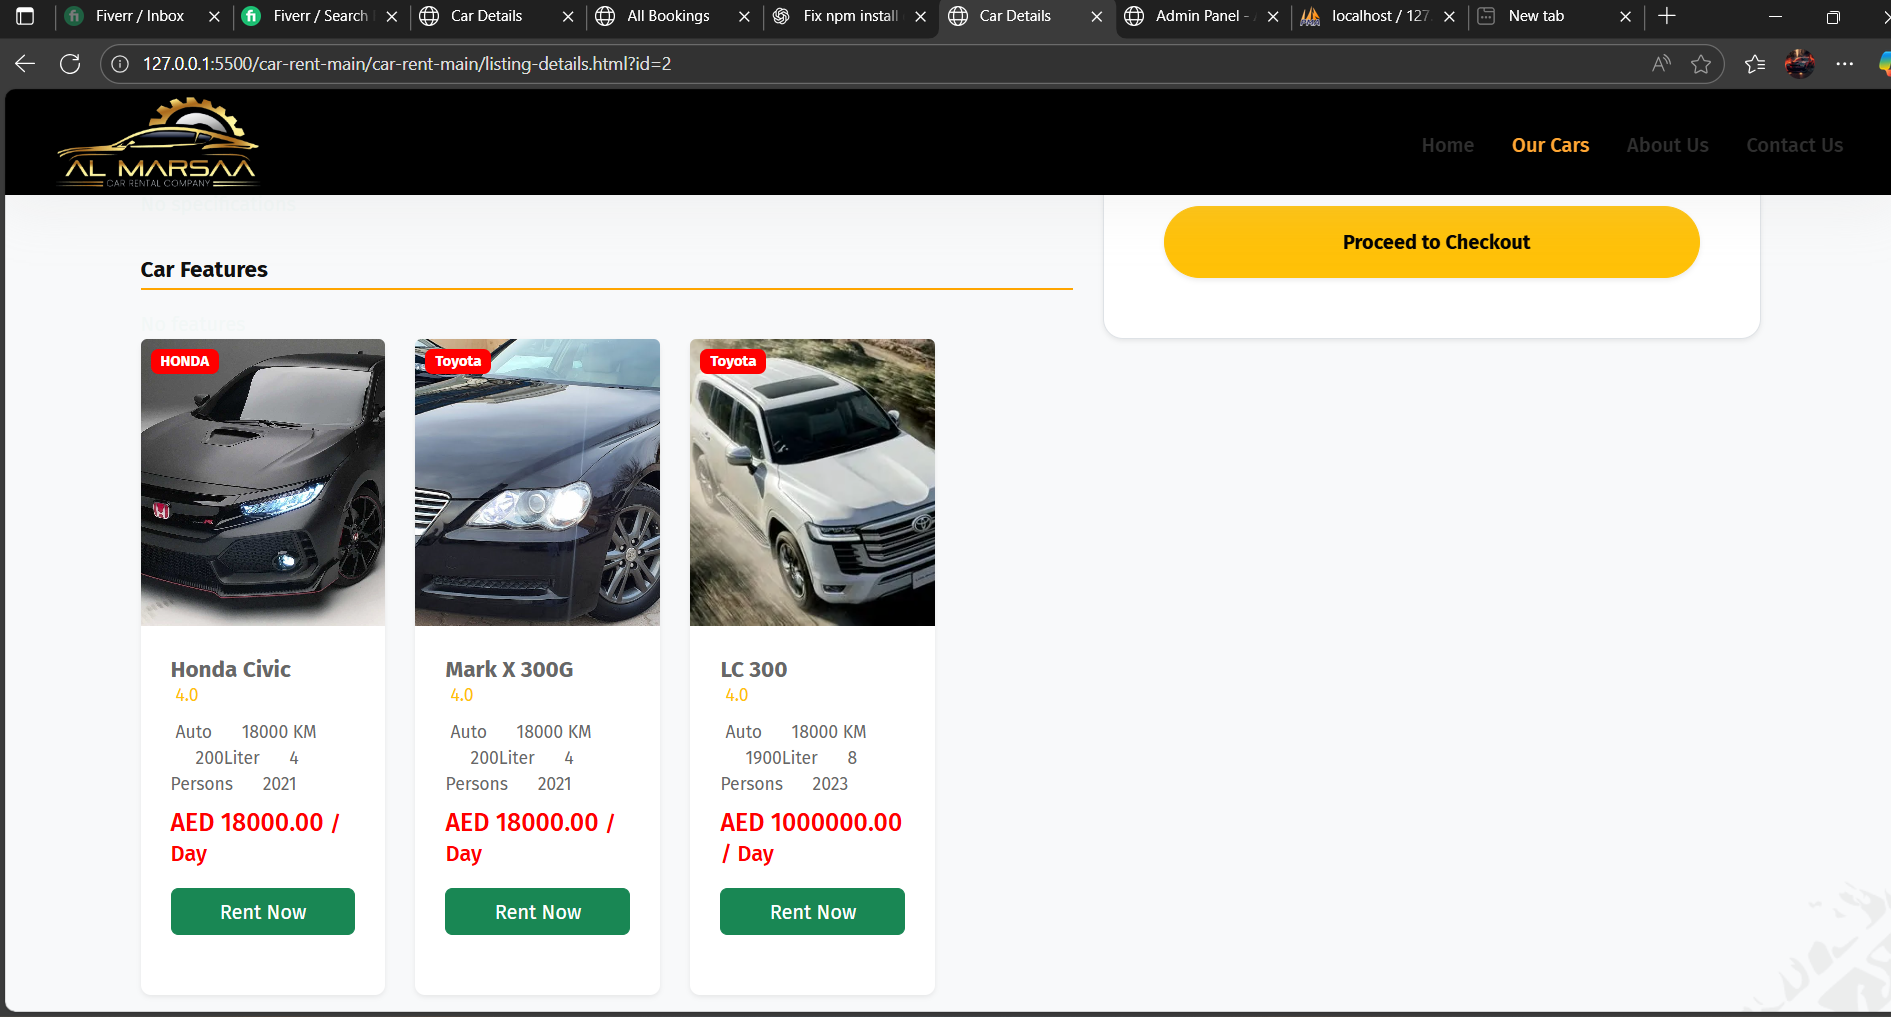 Fiverr / Inbox
Fiverr / Search
Car Details
All Bookings
Fix npm install
Car Details
Admin Panel -
localhost / 127.
New tab
127.0.0.1:5500/car-rent-main/car-rent-main/listing-details.html?id=2
AL MARSAA
CAR RENTAL COMPANY
Home
Our Cars
About Us
Contact Us
No specifications
Proceed to Checkout
Car Features
No features
HONDA
Toyota
Toyota
Honda Civic
4.0
Auto 18000 KM
200Liter 4
Persons 2021
AED 18000.00 /
Day
Rent Now
Mark X 300G
4.0
Auto 18000 KM
200Liter 4
Persons 2021
AED 18000.00 /
Day
Rent Now
LC 300
4.0
Auto 18000 KM
1900Liter 8
Persons 2023
AED 1000000.00
/ Day
Rent Now